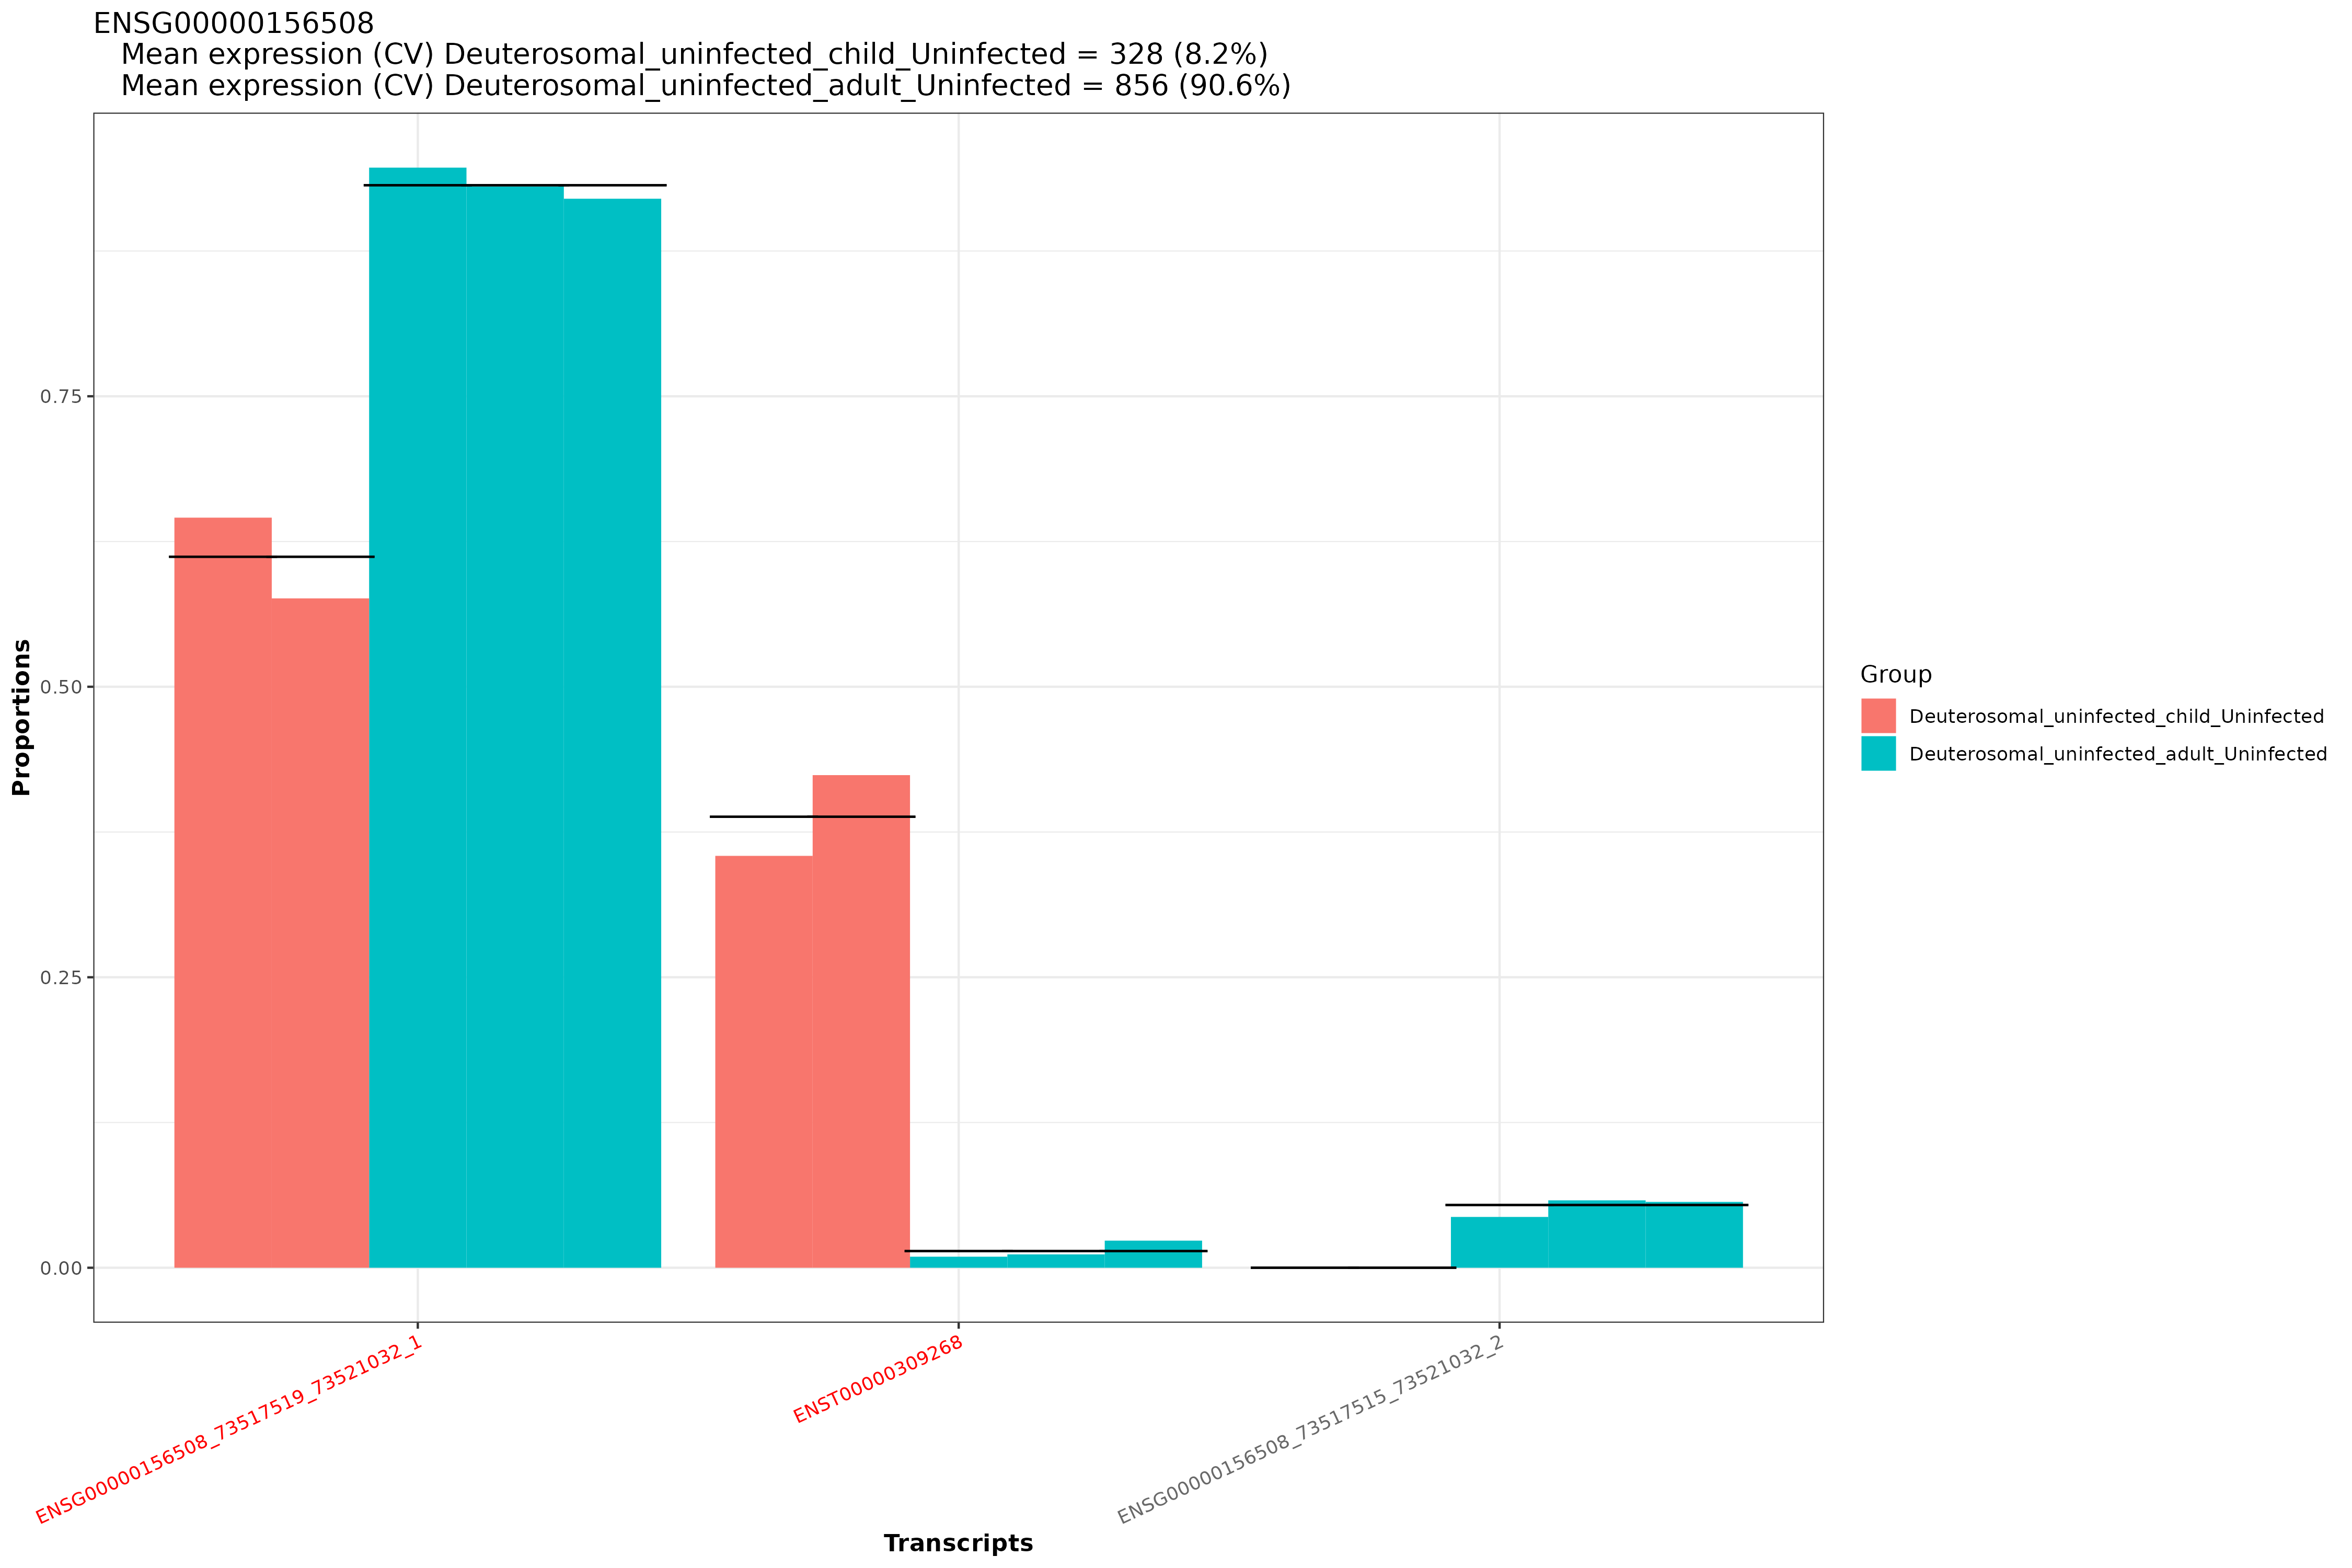 ENSG00000156508
Mean expression (CV) Deuterosomal_uninfected_child_Uninfected = 328 (8.2%)
Mean expression (CV) Deuterosomal_uninfected_adult_Uninfected = 856 (90.6%)
Proportions
0.75
0.50
0.25
0.00
ENSG00000156508_73517519_73521032_1
ENST00000309268
ENSG00000156508_73517515_73521032_2
Transcripts
Group
Deuterosomal_uninfected_child_Uninfected
Deuterosomal_uninfected_adult_Uninfected